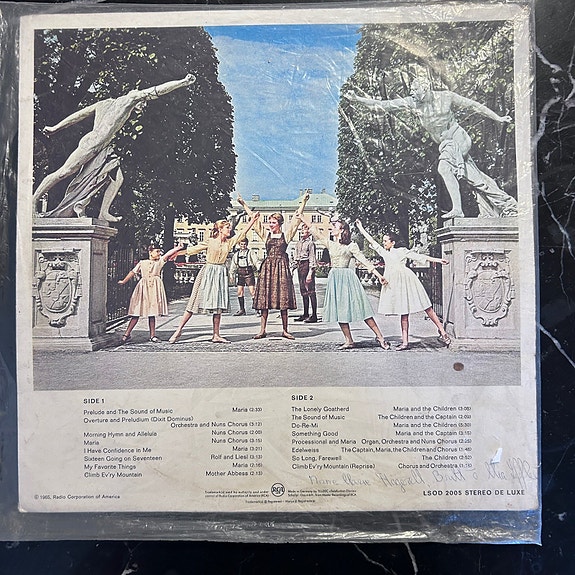 SIDE 1
Prelude and The Sound of Music Maria (2:33)
Overture and Preludium (Dixit Dominus)
Orchestra and Nuns Chorus (3:12)
Morning Hymn and Alleluia Nuns Chorus (2:00)
Maria Nuns Chorus (3:15)
I Have Confidence in Me Maria (3:21)
Sixteen Going on Seventeen Rolf and Liesl (3:13)
My Favorite Things Maria (2:16)
Climb Ev'ry Mountain Mother Abbess (2:13)
SIDE 2
The Lonely Goatherd Maria and the Children (3:08)
The Sound of Music The Children and the Captain (2:09)
Do-Re-Mi Maria and the Children (5:30)
Something Good Maria and the Captain (3:15)
Processional and Maria Organ, Orchestra and Nuns Chorus (2:25)
Edelweiss The Captain, Maria, the Children and Chorus (1:46)
So Long, Farewell The Children (2:52)
Climb Ev'ry Mountain (Reprise) Chorus and Orchestra (1:15)
© 1965, Radio Corporation of America
RCA
LSOD 2005 STEREO DE LUXE